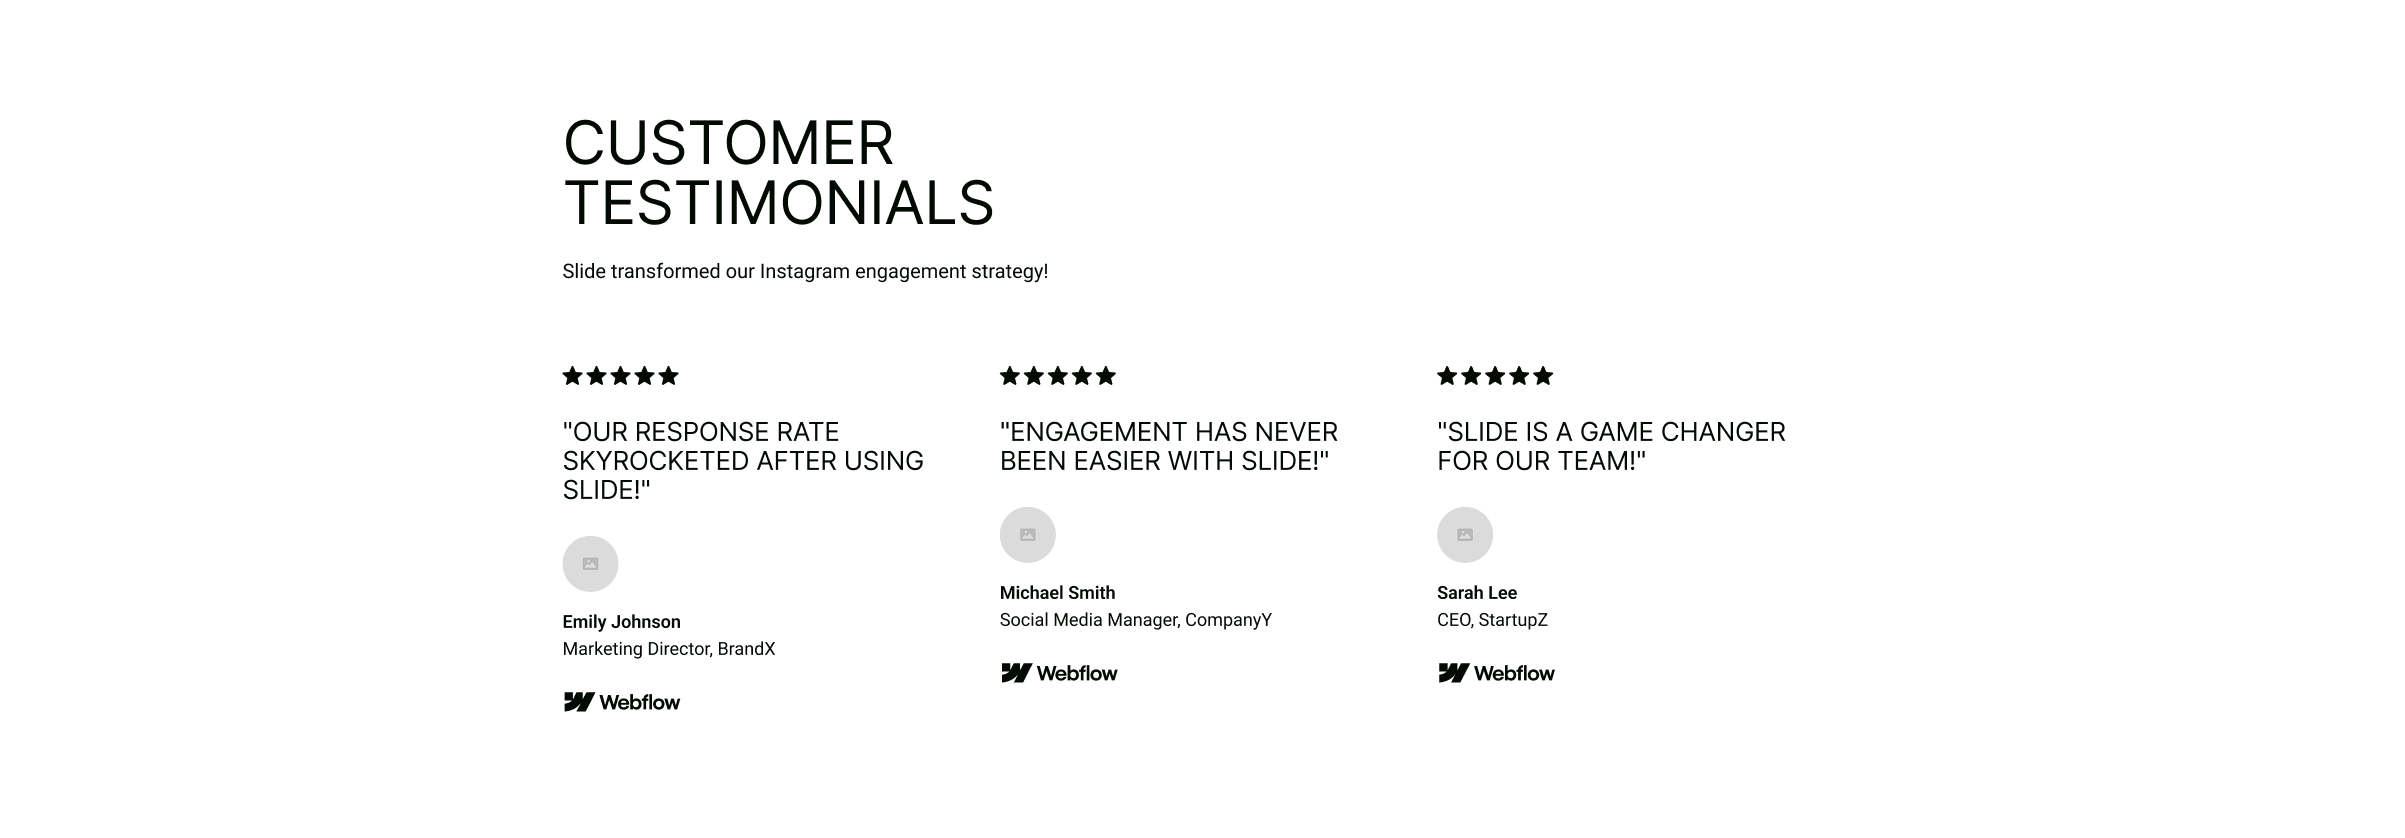 CUSTOMER
TESTIMONIALS
Slide transformed our Instagram engagement strategy!
"OUR RESPONSE RATE
SKYROCKETED AFTER USING
SLIDE!"
Emily Johnson
Marketing Director, BrandX
Webflow
"ENGAGEMENT HAS NEVER
BEEN EASIER WITH SLIDE!"
Michael Smith
Social Media Manager, CompanyY
Webflow
"SLIDE IS A GAME CHANGER
FOR OUR TEAM!"
Sarah Lee
CEO, StartupZ
Webflow